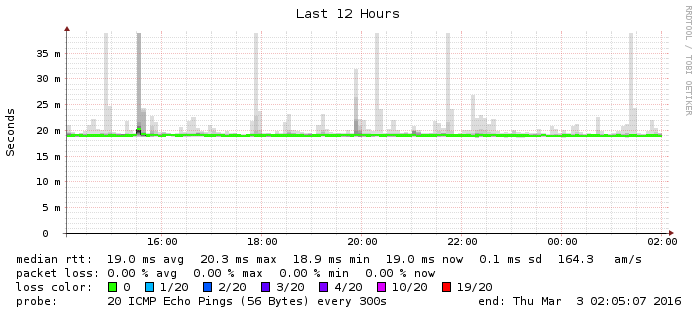 Last 12 Hours
RRDTOOL / TOBI OETIKER
Seconds
35 m
30 m
25 m
20 m
15 m
10 m
5 m
0
16:00 18:00 20:00 22:00 00:00 02:00
median rtt: 19.0 ms avg 20.3 ms max 18.9 ms min 19.0 ms now 0.1 ms sd 164.3 am/s
packet loss: 0.00 % avg 0.00 % max 0.00 % min 0.00 % now
loss color: 0 1/20 2/20 3/20 4/20 10/20 19/20
probe: 20 ICMP Echo Pings (56 Bytes) every 300s end: Thu Mar 3 02:05:07 2016